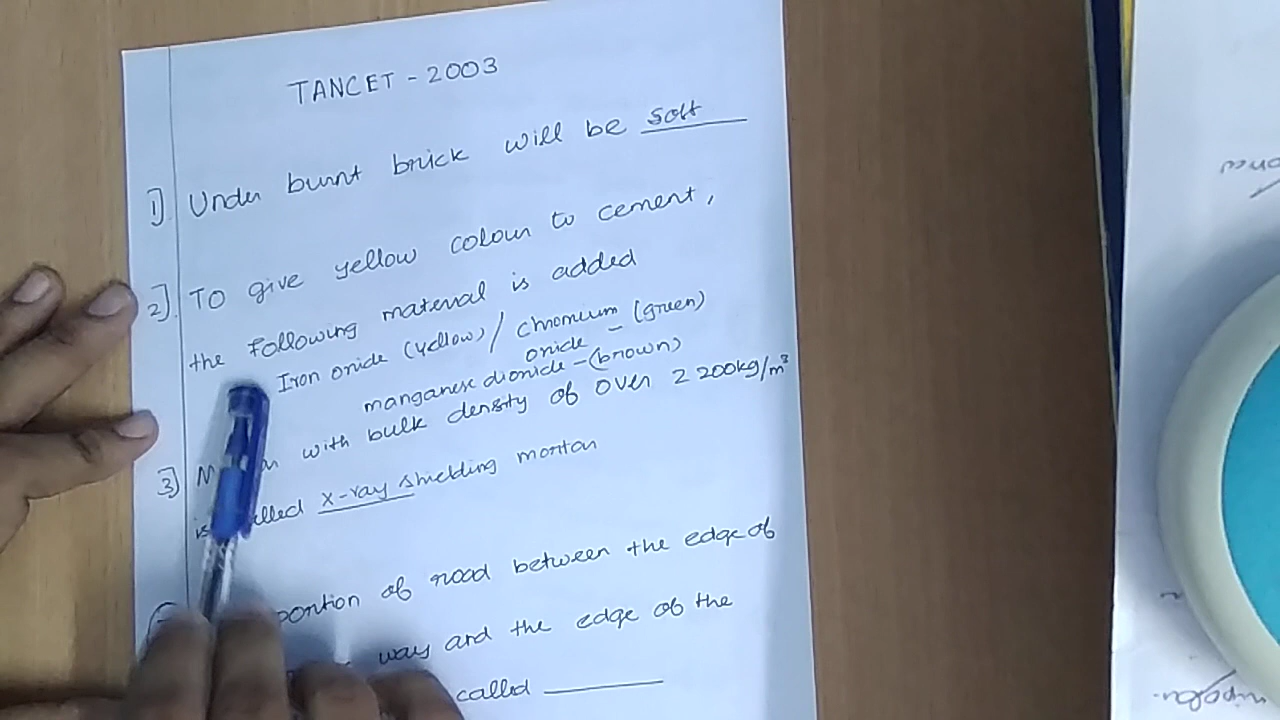 TANCET - 2003
1]. Under burnt brick will be soft
2]. To give yellow colour to cement,
the following material is added
Iron oxide (yellow) / chromium oxide - (green)
manganese dioxide - (brown)
3] with bulk density of over 2200kg/m³
is called x-ray shielding mortar
portion of road between the edge of
way and the edge of the
called